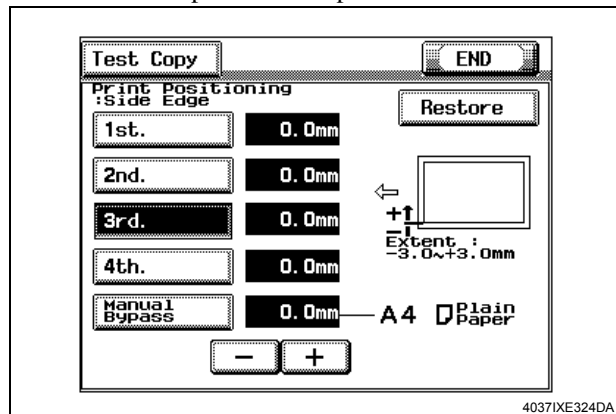 Test Copy
END
Print Positioning
:Side Edge
Restore
1st.
0.0mm
2nd.
0.0mm
3rd.
0.0mm
+
−
Extent :
-3.0~+3.0mm
4th.
0.0mm
Manual
Bypass
0.0mm
A4
Plain
Paper
−
+
4037IXE324DA